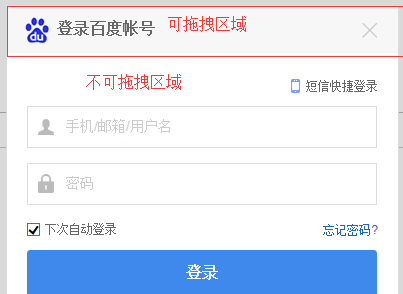 du 登录百度帐号 可拖拽区域
不可拖拽区域
短信快捷登录
手机/邮箱/用户名
密码
下次自动登录 忘记密码?
登录